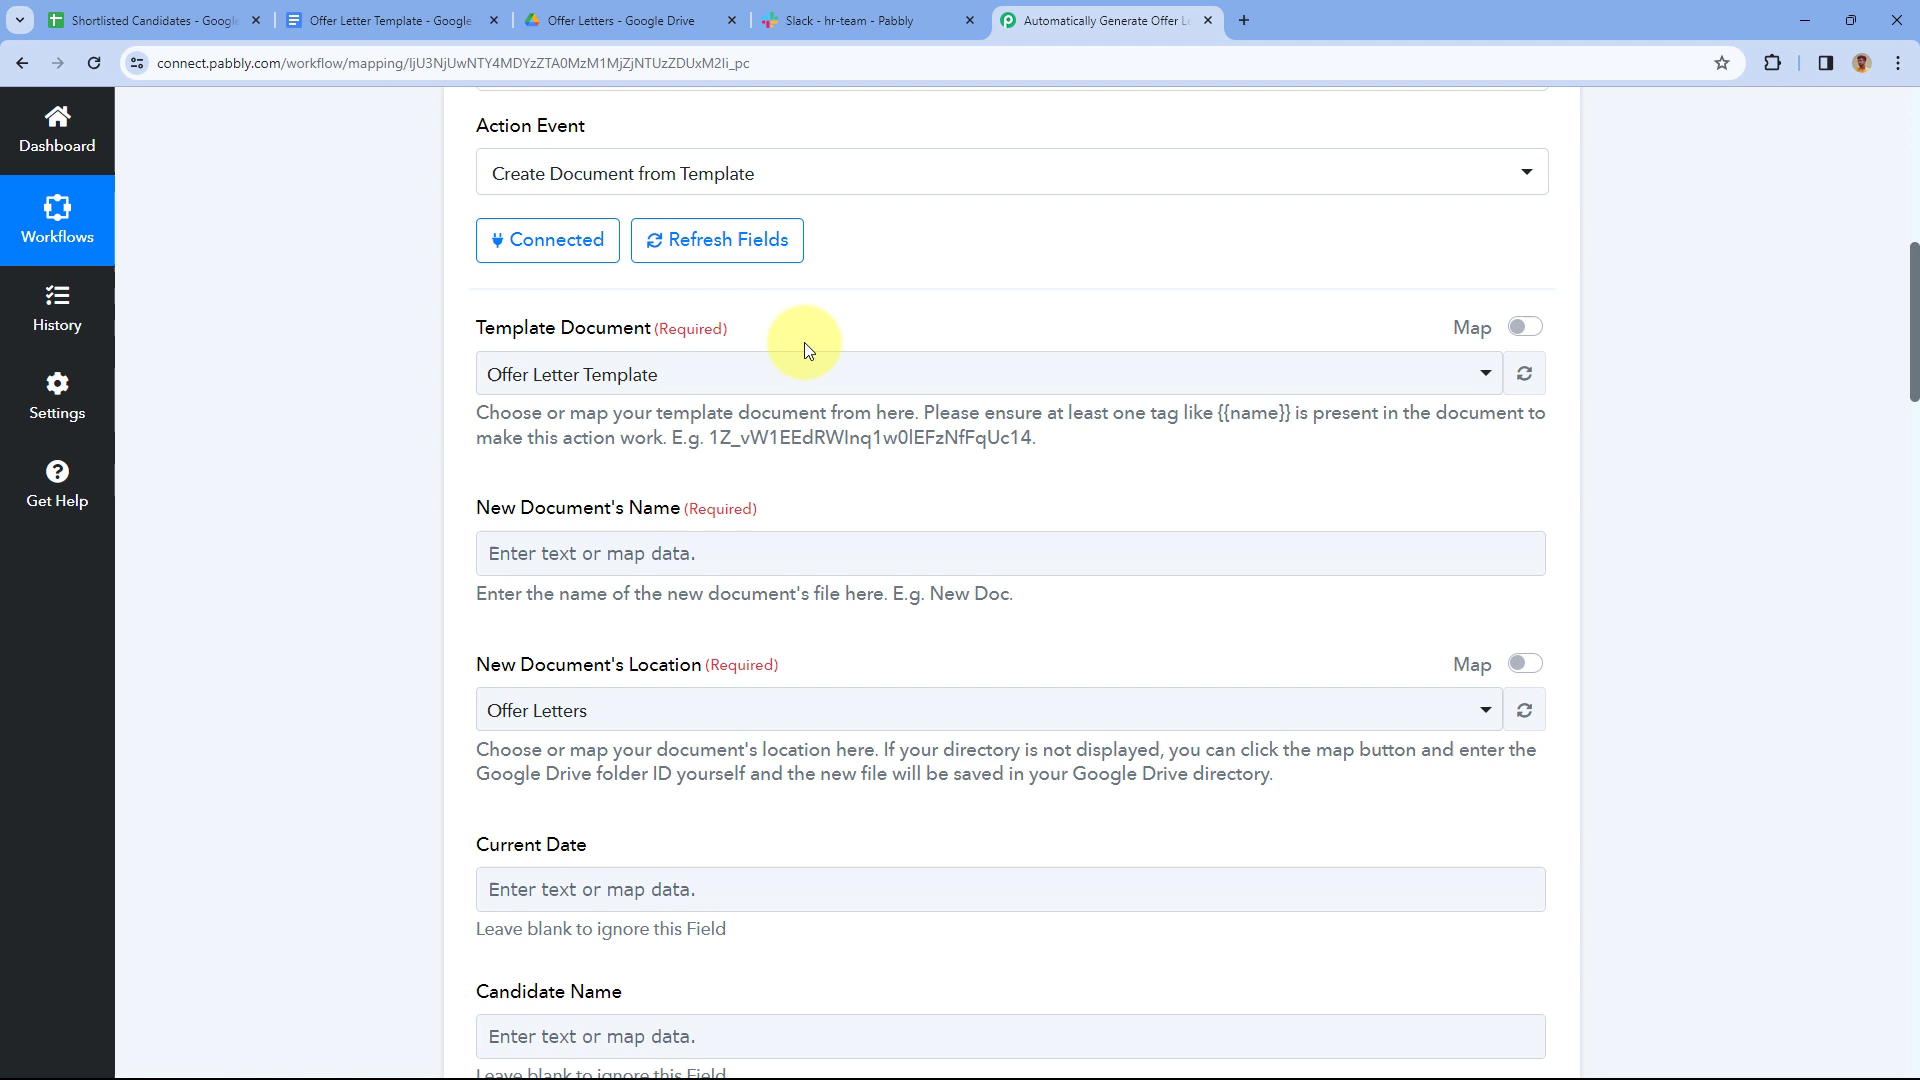 Shortlisted Candidates - Google
Offer Letter Template - Google
Offer Letters - Google Drive
Slack - hr-team - Pabbly
Automatically Generate Offer Le
connect.pabbly.com/workflow/mapping/
Dashboard
Workflows
History
Settings
Get Help
Action Event
Create Document from Template
Connected
Refresh Fields
Template Document (Required)
Map
Offer Letter Template
Choose or map your template document from here. Please ensure at least one tag like {{name}} is present in the document to
make this action work. E.g.
New Document's Name (Required)
Enter text or map data.
Enter the name of the new document's file here. E.g. New Doc.
New Document's Location (Required)
Map
Offer Letters
Choose or map your document's location here. If your directory is not displayed, you can click the map button and enter the
Google Drive folder ID yourself and the new file will be saved in your Google Drive directory.
Current Date
Enter text or map data.
Leave blank to ignore this Field
Candidate Name
Enter text or map data.
Leave blank to ignore this Field